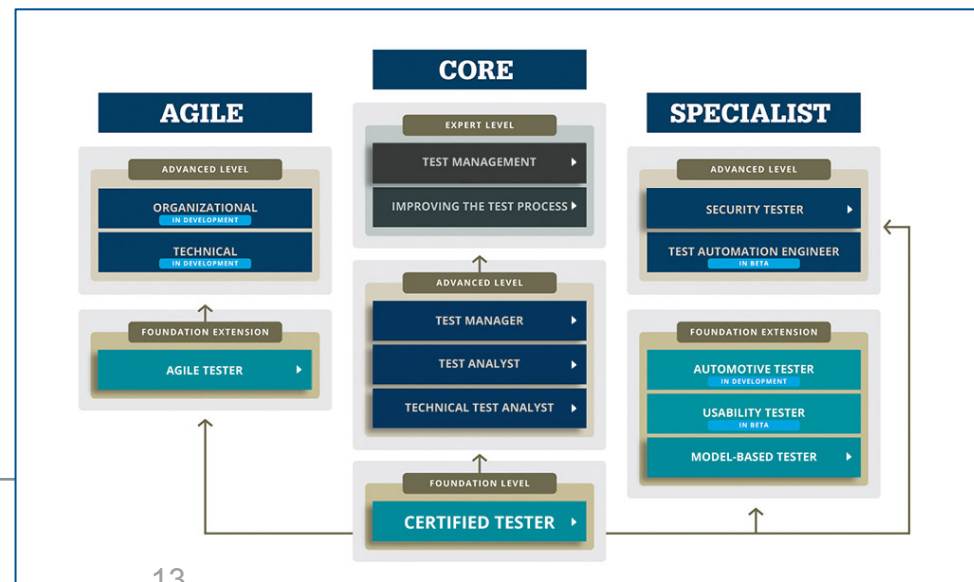 AGILE
ADVANCED LEVEL
ORGANIZATIONAL
IN DEVELOPMENT
TECHNICAL
IN DEVELOPMENT
FOUNDATION EXTENSION
AGILE TESTER
CORE
EXPERT LEVEL
TEST MANAGEMENT
IMPROVING THE TEST PROCESS
ADVANCED LEVEL
TEST MANAGER
TEST ANALYST
TECHNICAL TEST ANALYST
FOUNDATION LEVEL
CERTIFIED TESTER
SPECIALIST
ADVANCED LEVEL
SECURITY TESTER
TEST AUTOMATION ENGINEER
IN BETA
FOUNDATION EXTENSION
AUTOMOTIVE TESTER
IN DEVELOPMENT
USABILITY TESTER
IN BETA
MODEL-BASED TESTER
13